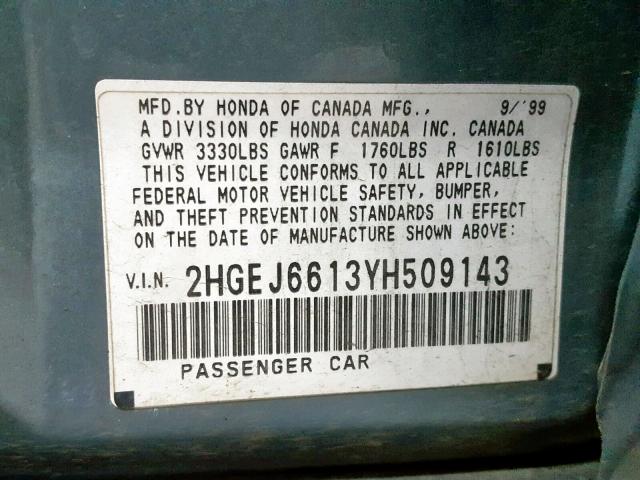 MFD.BY HONDA OF CANADA MFG., 9/'99
A DIVISION OF HONDA CANADA INC. CANADA
GVWR 3330LBS GAWR F 1760LBS R 1610LBS
THIS VEHICLE CONFORMS TO ALL APPLICABLE
FEDERAL MOTOR VEHICLE SAFETY, BUMPER,
AND THEFT PREVENTION STANDARDS IN EFFECT
ON THE DATE OF MANUFACTURE SHOWN ABOVE:
V.I.N. 2HGEJ6613YH509143
PASSENGER CAR